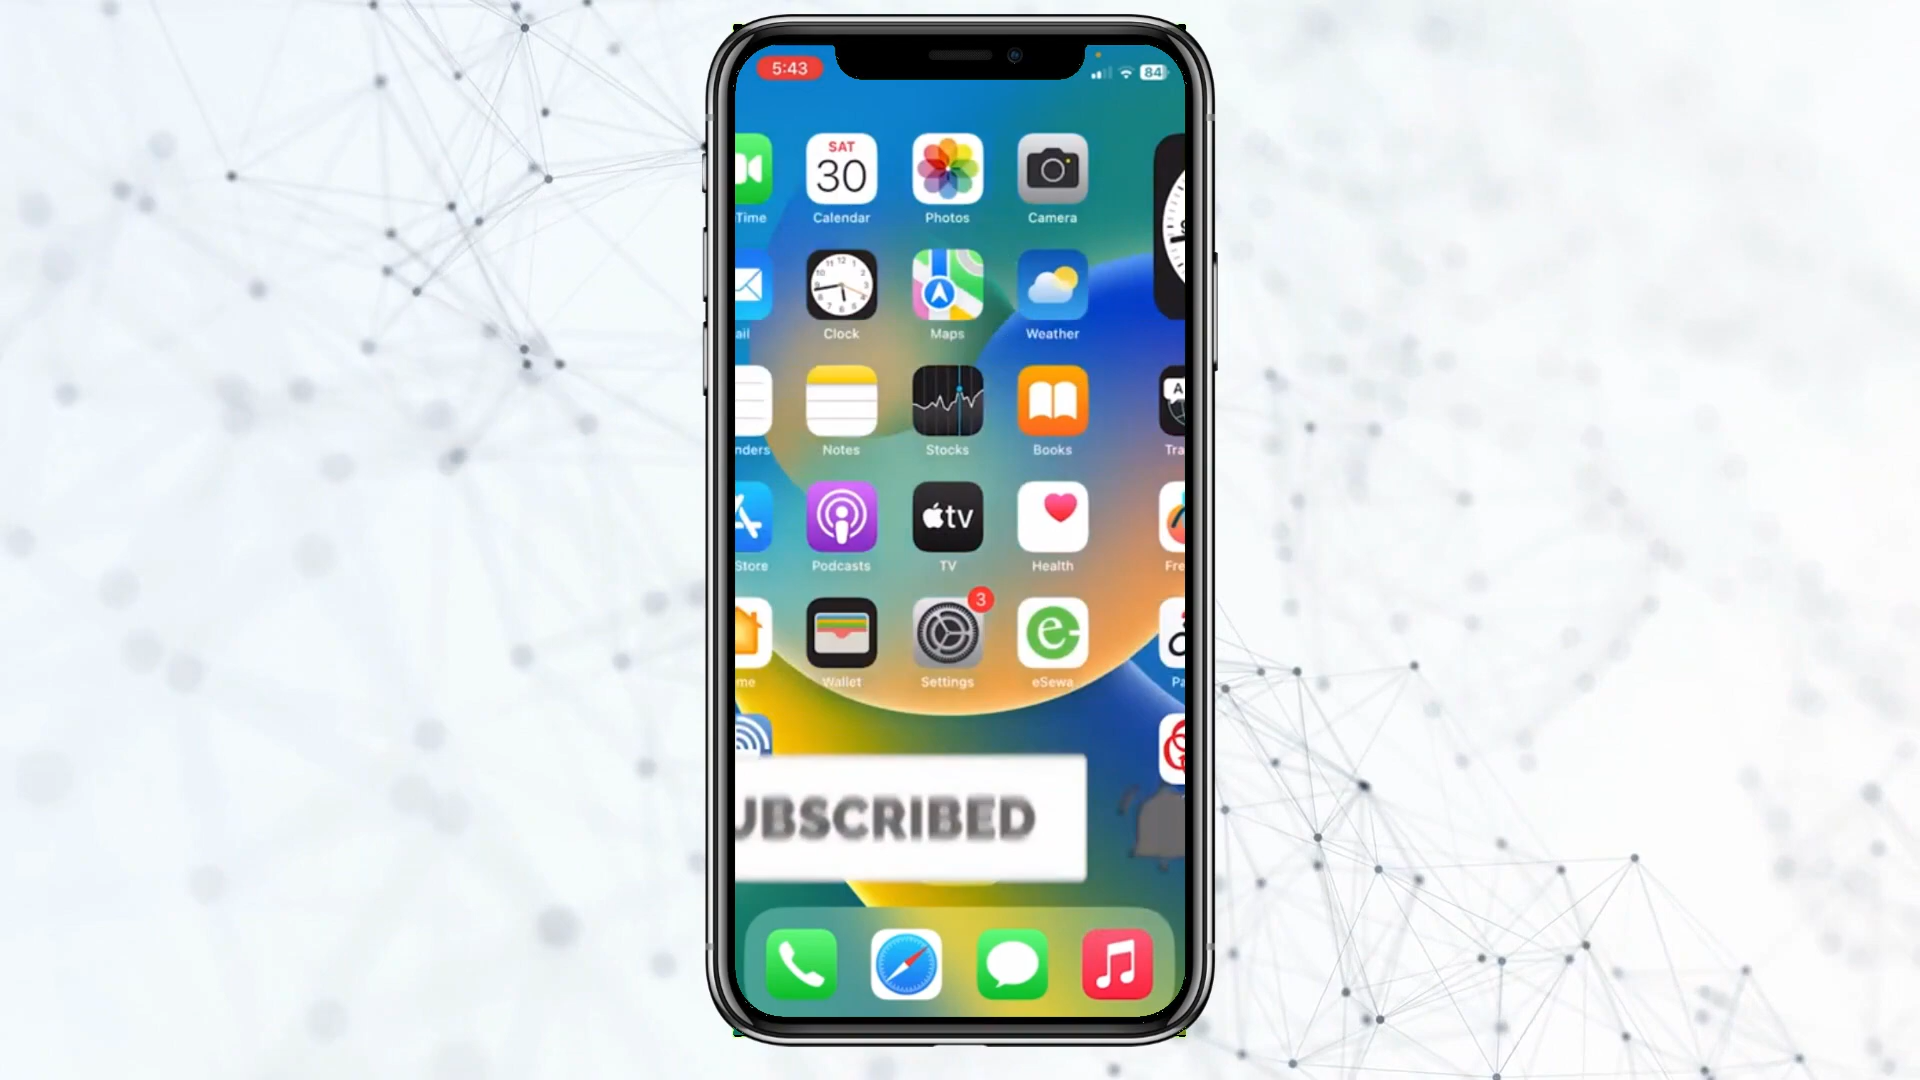 5:43
84
SAT
30
Time
Calendar
Photos
Camera
ail
Clock
Maps
Weather
nders
Notes
Stocks
Books
Tra
tv
Store
Podcasts
TV
Health
Fre
3
me
Wallet
Settings
eSewa
Pa
UBSCRIBED